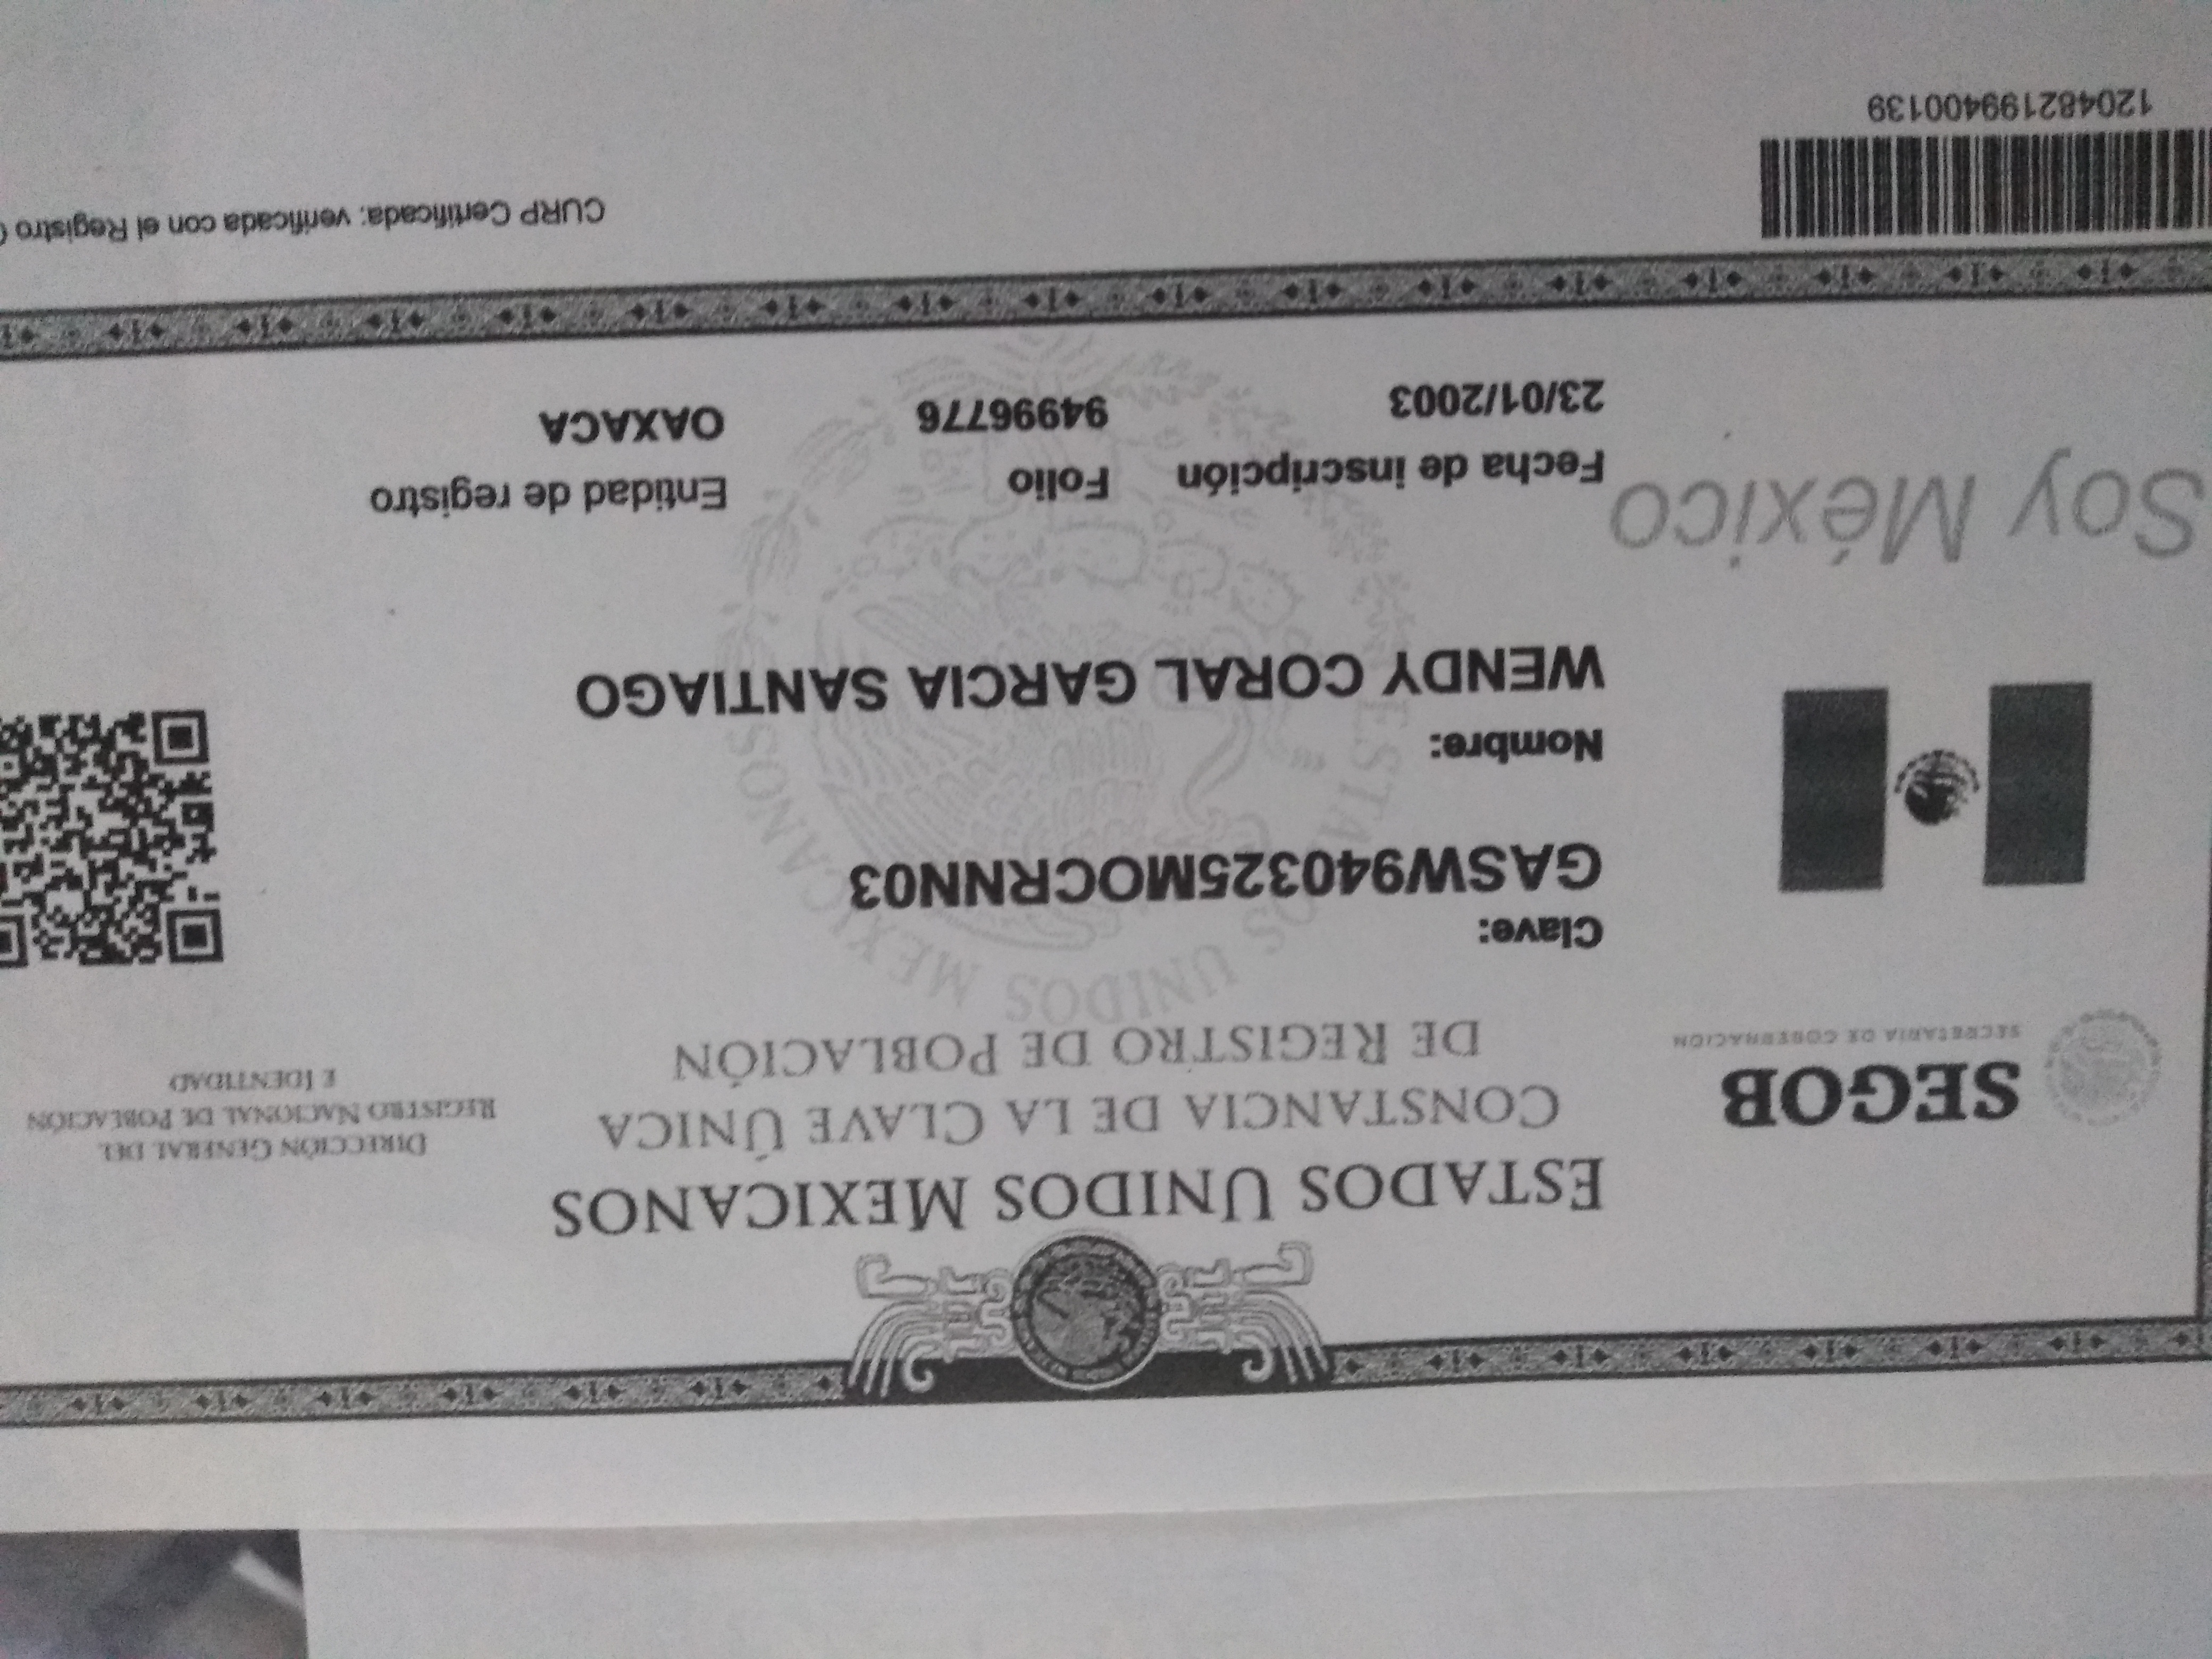 ESTADOS UNIDOS MEXICANOS
CONSTANCIA DE LA CLAVE ÚNICA
DE REGISTRO DE POBLACIÓN
SEGOB
SECRETARÍA DE GOBERNACIÓN
DIRECCIÓN GENERAL DEL
REGISTRO NACIONAL DE POBLACIÓN
E IDENTIDAD
ESTADOS UNIDOS MEXICANOS
Clave:
GASW940325MOCRNN03
Nombre:
WENDY CORAL GARCIA SANTIAGO
Soy México
Fecha de inscripción
23/01/2003
Folio
94996776
Entidad de registro
OAXACA
120482199400139
CURP Certificada: verificada con el Registro